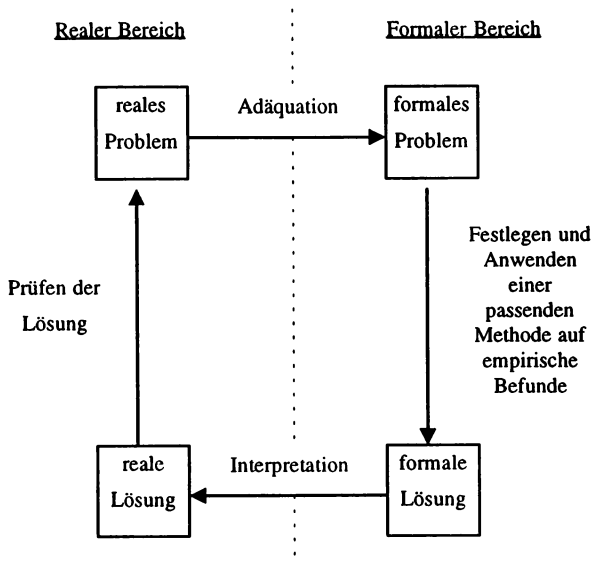 Realer Bereich
Formaler Bereich
reales
Problem
Adäquation
formales
Problem
Prüfen der
Lösung
Festlegen und
Anwenden
einer
passenden
Methode auf
empirische
Befunde
reale
Lösung
Interpretation
formale
Lösung